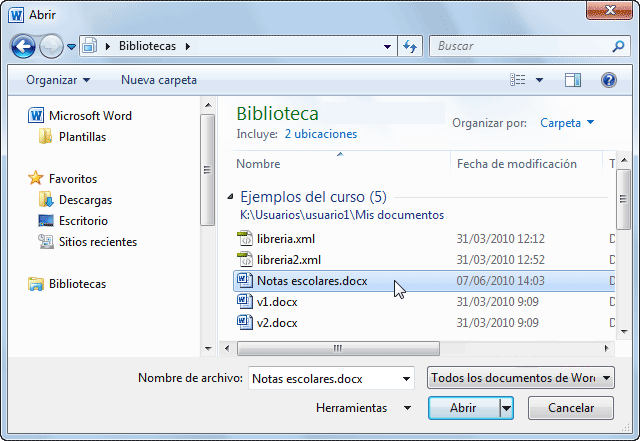 Abrir
Bibliotecas
Buscar
Organizar Nueva carpeta
Microsoft Word
Plantillas
Favoritos
Descargas
Escritorio
Sitios recientes
Bibliotecas
Biblioteca
Incluye: 2 ubicaciones
Organizar por: Carpeta
Nombre Fecha de modificación T
Ejemplos del curso (5)
K:\Usuarios\usuario1\Mis documentos
libreria.xml 31/03/2010 12:12 D
libreria2.xml 31/03/2010 12:52 D
Notas escolares.docx 07/06/2010 14:03 D
v1.docx 31/03/2010 9:09 D
v2.docx 31/03/2010 9:09 D
Nombre de archivo: Notas escolares.docx Todos los documentos de Word
Herramientas Abrir Cancelar